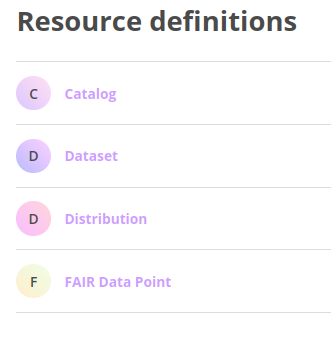 Resource definitions
C Catalog
D Dataset
D Distribution
F FAIR Data Point